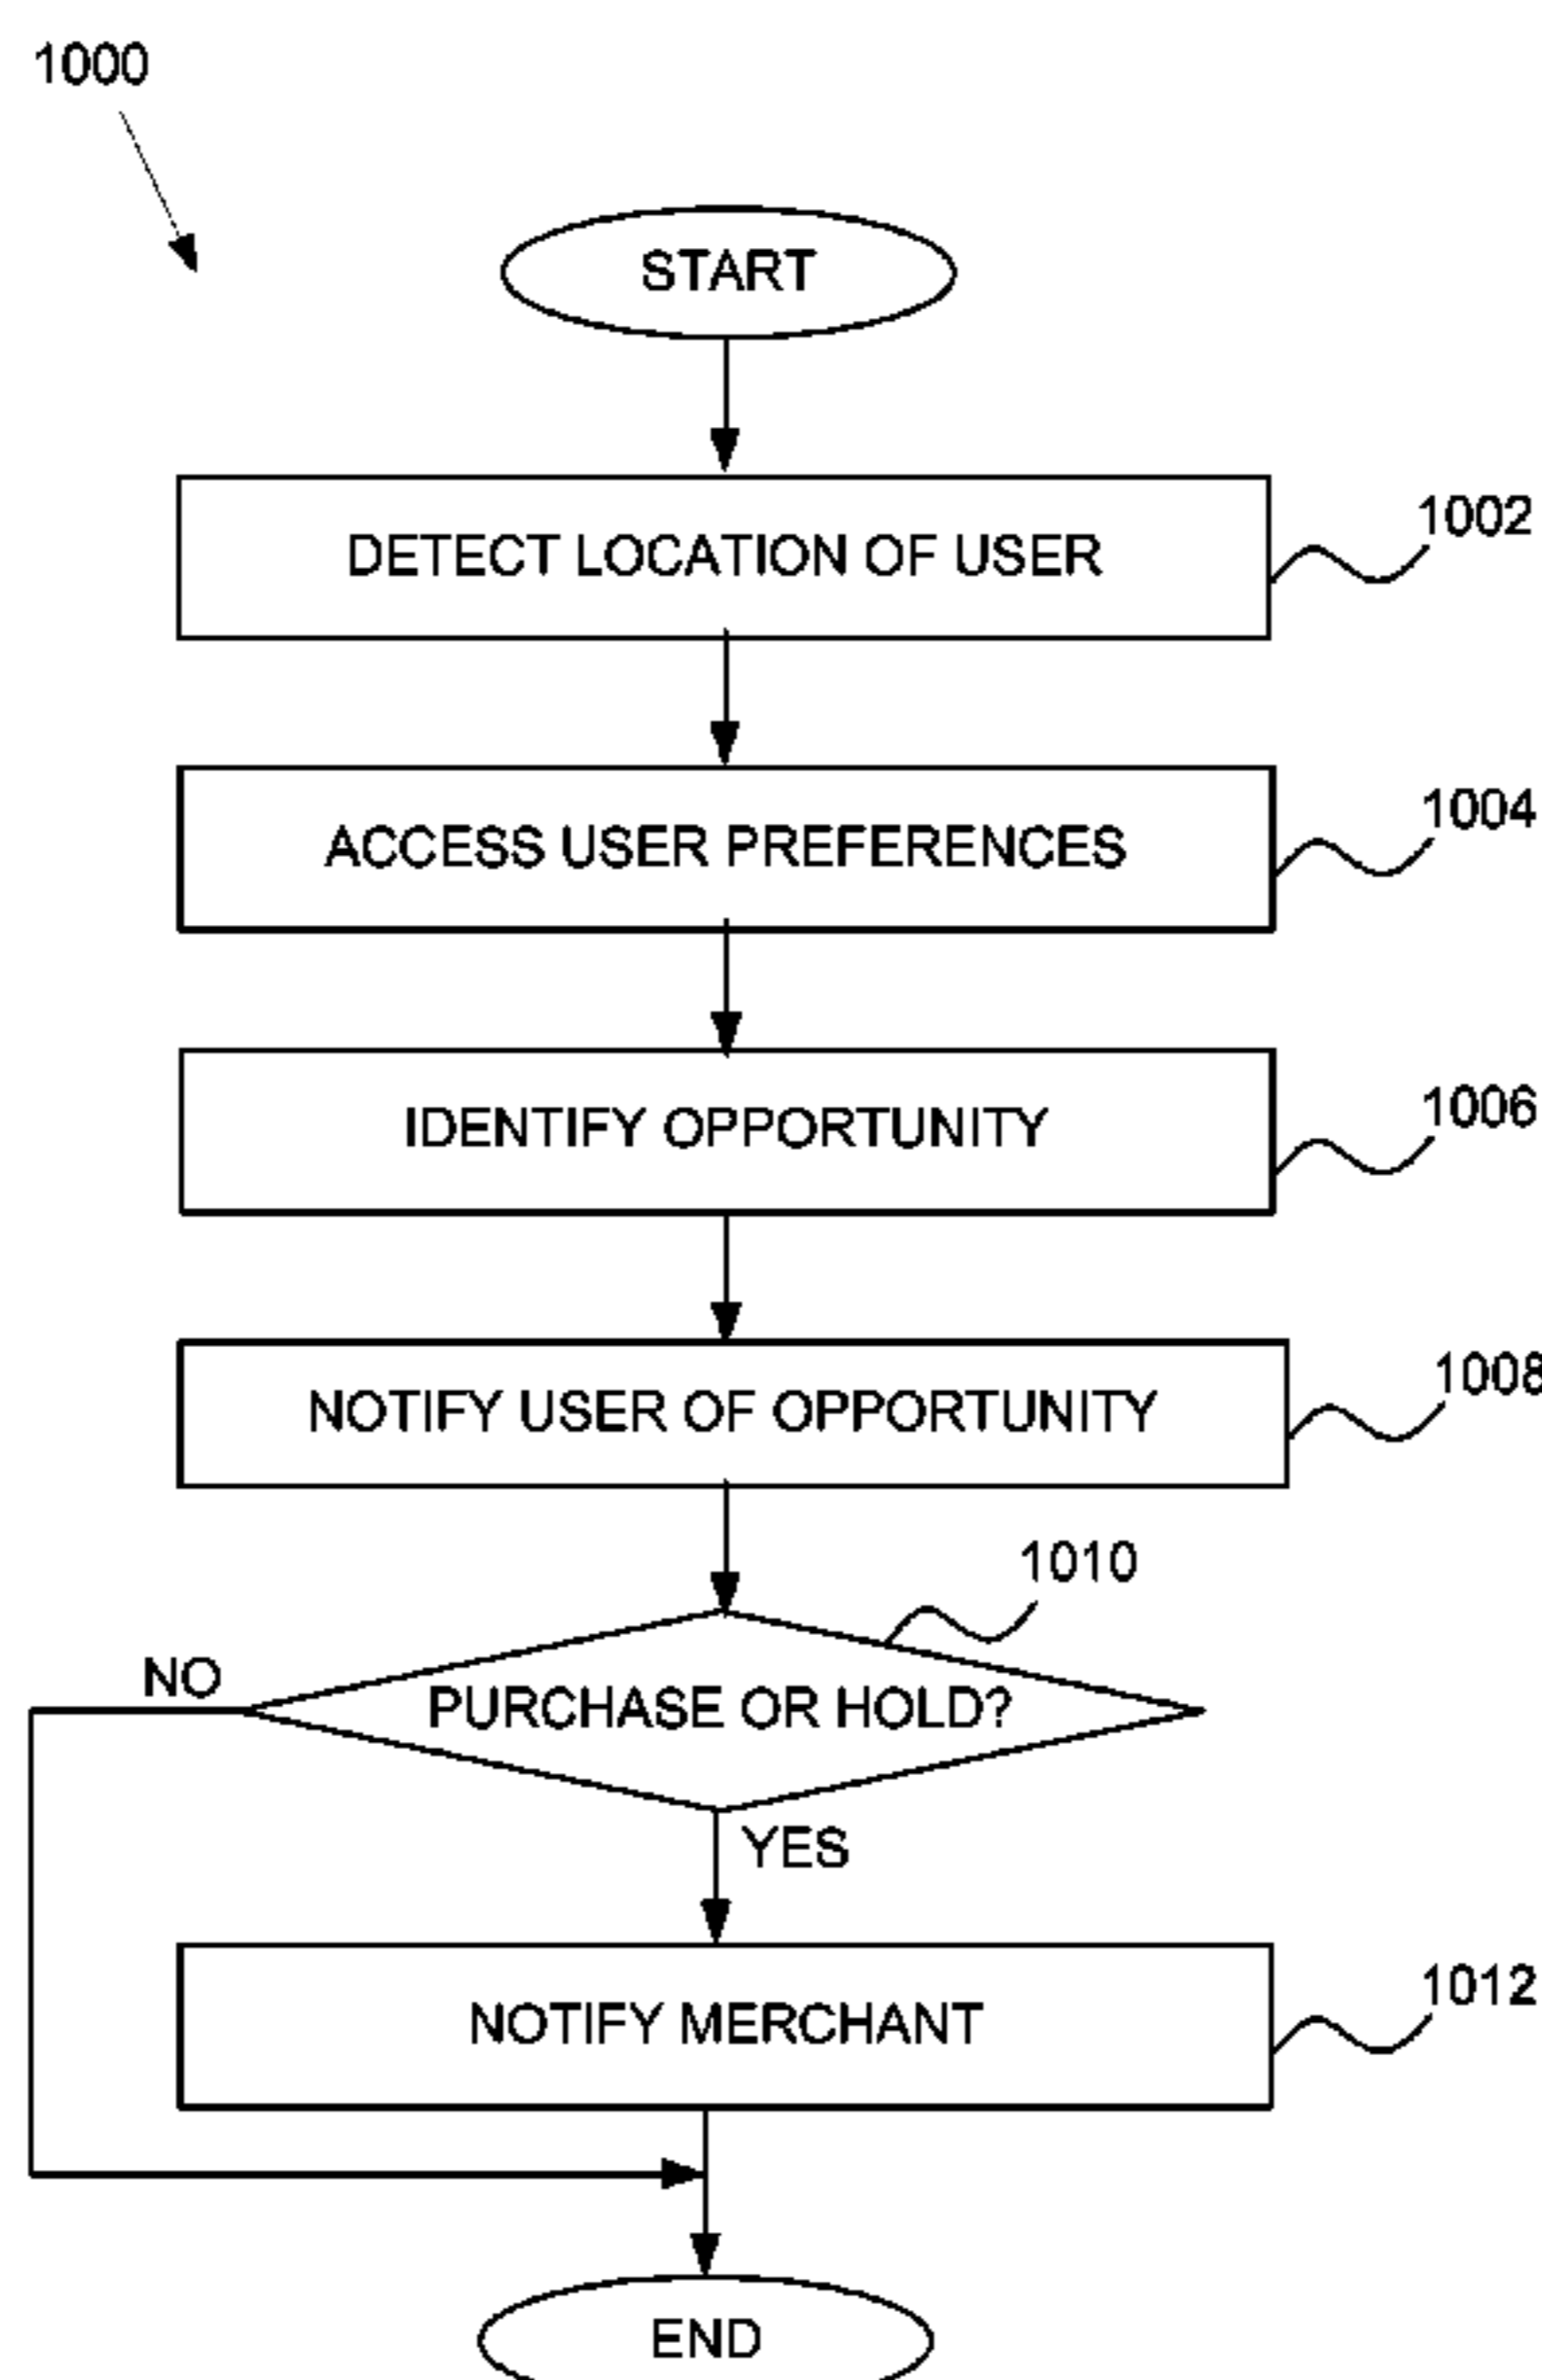 1000
START
DETECT LOCATION OF USER
1002
ACCESS USER PREFERENCES
1004
IDENTIFY OPPORTUNITY
1006
NOTIFY USER OF OPPORTUNITY
1008
1010
NO
PURCHASE OR HOLD?
YES
NOTIFY MERCHANT
1012
END